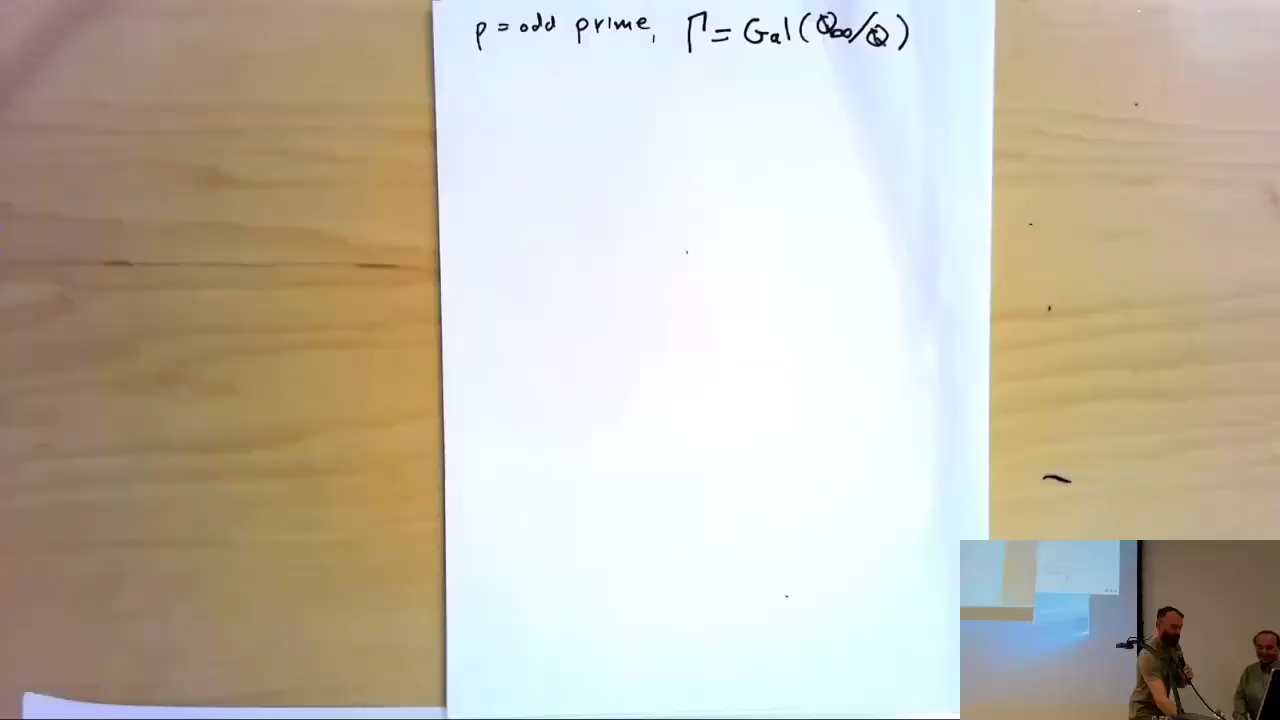 p = odd prime, Γ = Gal(ℚ∞/ℚ)